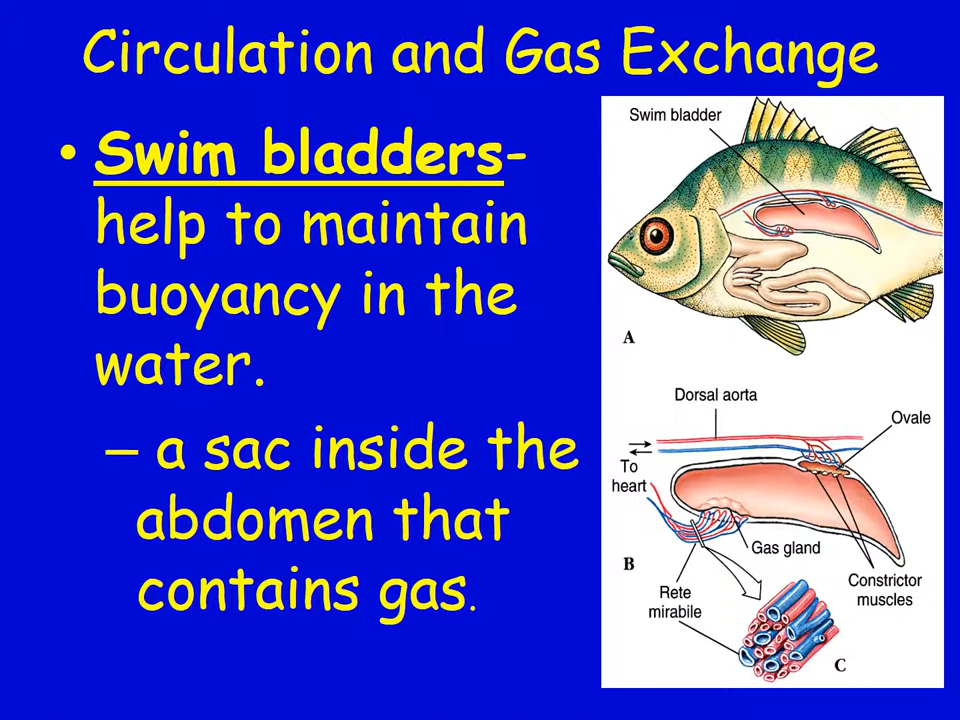 Circulation and Gas Exchange
• Swim bladders-
help to maintain
buoyancy in the
water.
– a sac inside the
abdomen that
contains gas.
Swim bladder
A
Dorsal aorta
Ovale
To
heart
Gas gland
B
Rete
mirabile
Constrictor
muscles
C